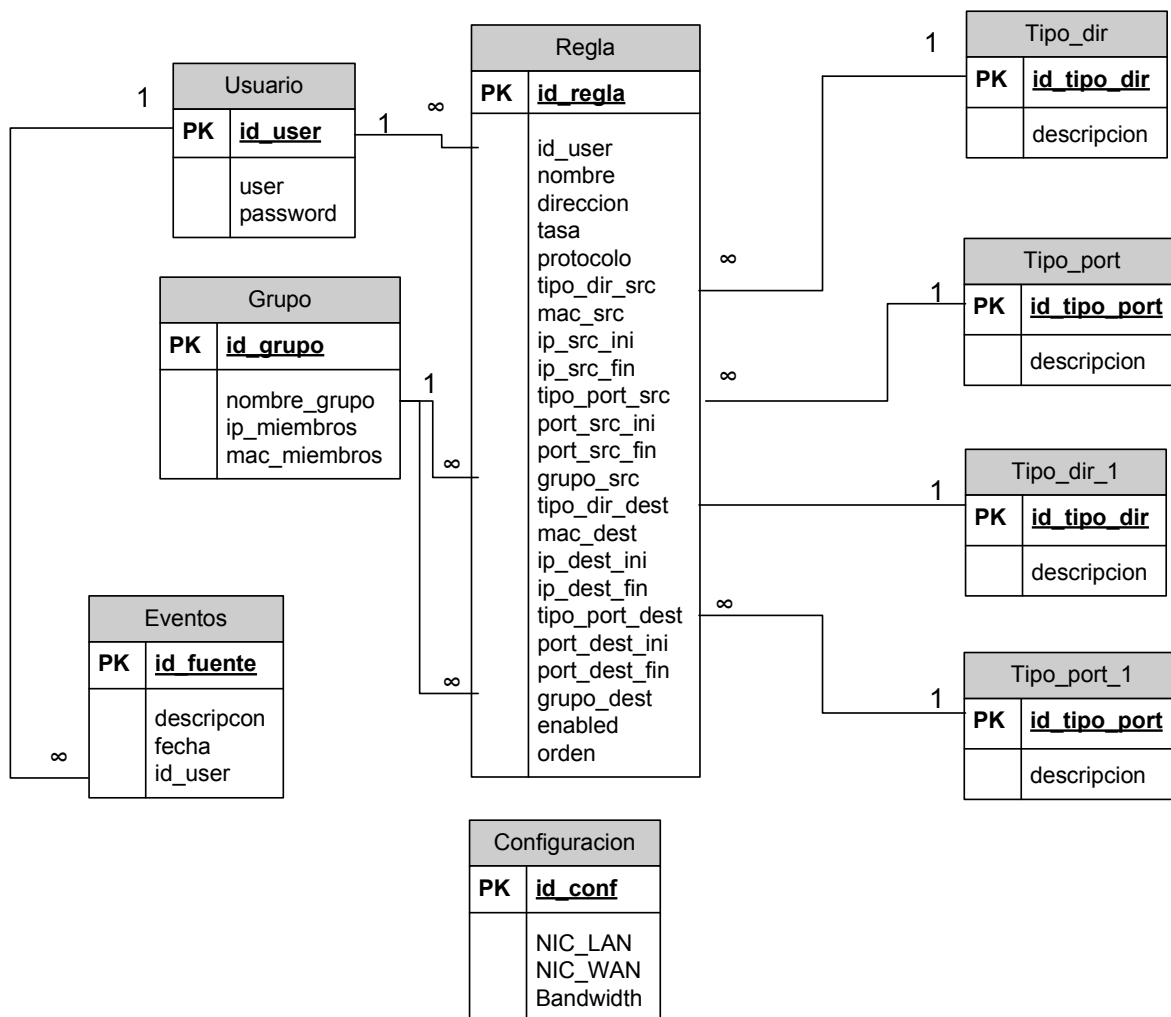 Usuario
PK id_user
user
password
1
1
∞
Grupo
PK id_grupo
nombre_grupo
ip_miembros
mac_miembros
1
∞
∞
Eventos
PK id_fuente
descripcon
fecha
id_user
∞
Regla
PK id_regla
id_user
nombre
direccion
tasa
protocolo
tipo_dir_src
mac_src
ip_src_ini
ip_src_fin
tipo_port_src
port_src_ini
port_src_fin
grupo_src
tipo_dir_dest
mac_dest
ip_dest_ini
ip_dest_fin
tipo_port_dest
port_dest_ini
port_dest_fin
grupo_dest
enabled
orden
Configuracion
PK id_conf
NIC_LAN
NIC_WAN
Bandwidth
1
∞
Tipo_dir
PK id_tipo_dir
descripcion
1
∞
Tipo_port
PK id_tipo_port
descripcion
1
Tipo_dir_1
PK id_tipo_dir
descripcion
∞
1
Tipo_port_1
PK id_tipo_port
descripcion